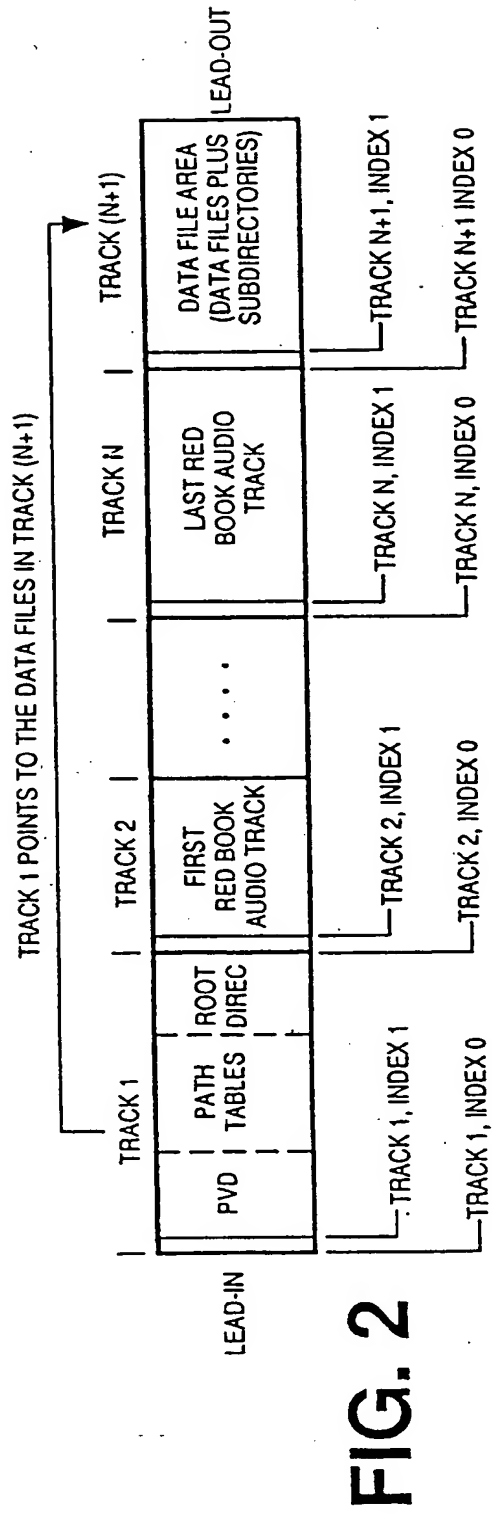 TRACK 1 POINTS TO THE DATA FILES IN TRACK (N+1)
TRACK 1
TRACK 2
TRACK N
TRACK (N+1)
LEAD-IN
PVD
PATH
TABLES
ROOT
DIREC
FIRST
RED BOOK
AUDIO TRACK
. . . .
LAST RED
BOOK AUDIO
TRACK
DATA FILE AREA
(DATA FILES PLUS
SUBDIRECTORIES)
LEAD-OUT
TRACK 1, INDEX 1
TRACK 1, INDEX 0
TRACK 2, INDEX 1
TRACK 2, INDEX 0
TRACK N, INDEX 1
TRACK N, INDEX 0
TRACK N+1, INDEX 1
TRACK N+1 INDEX 0
FIG. 2